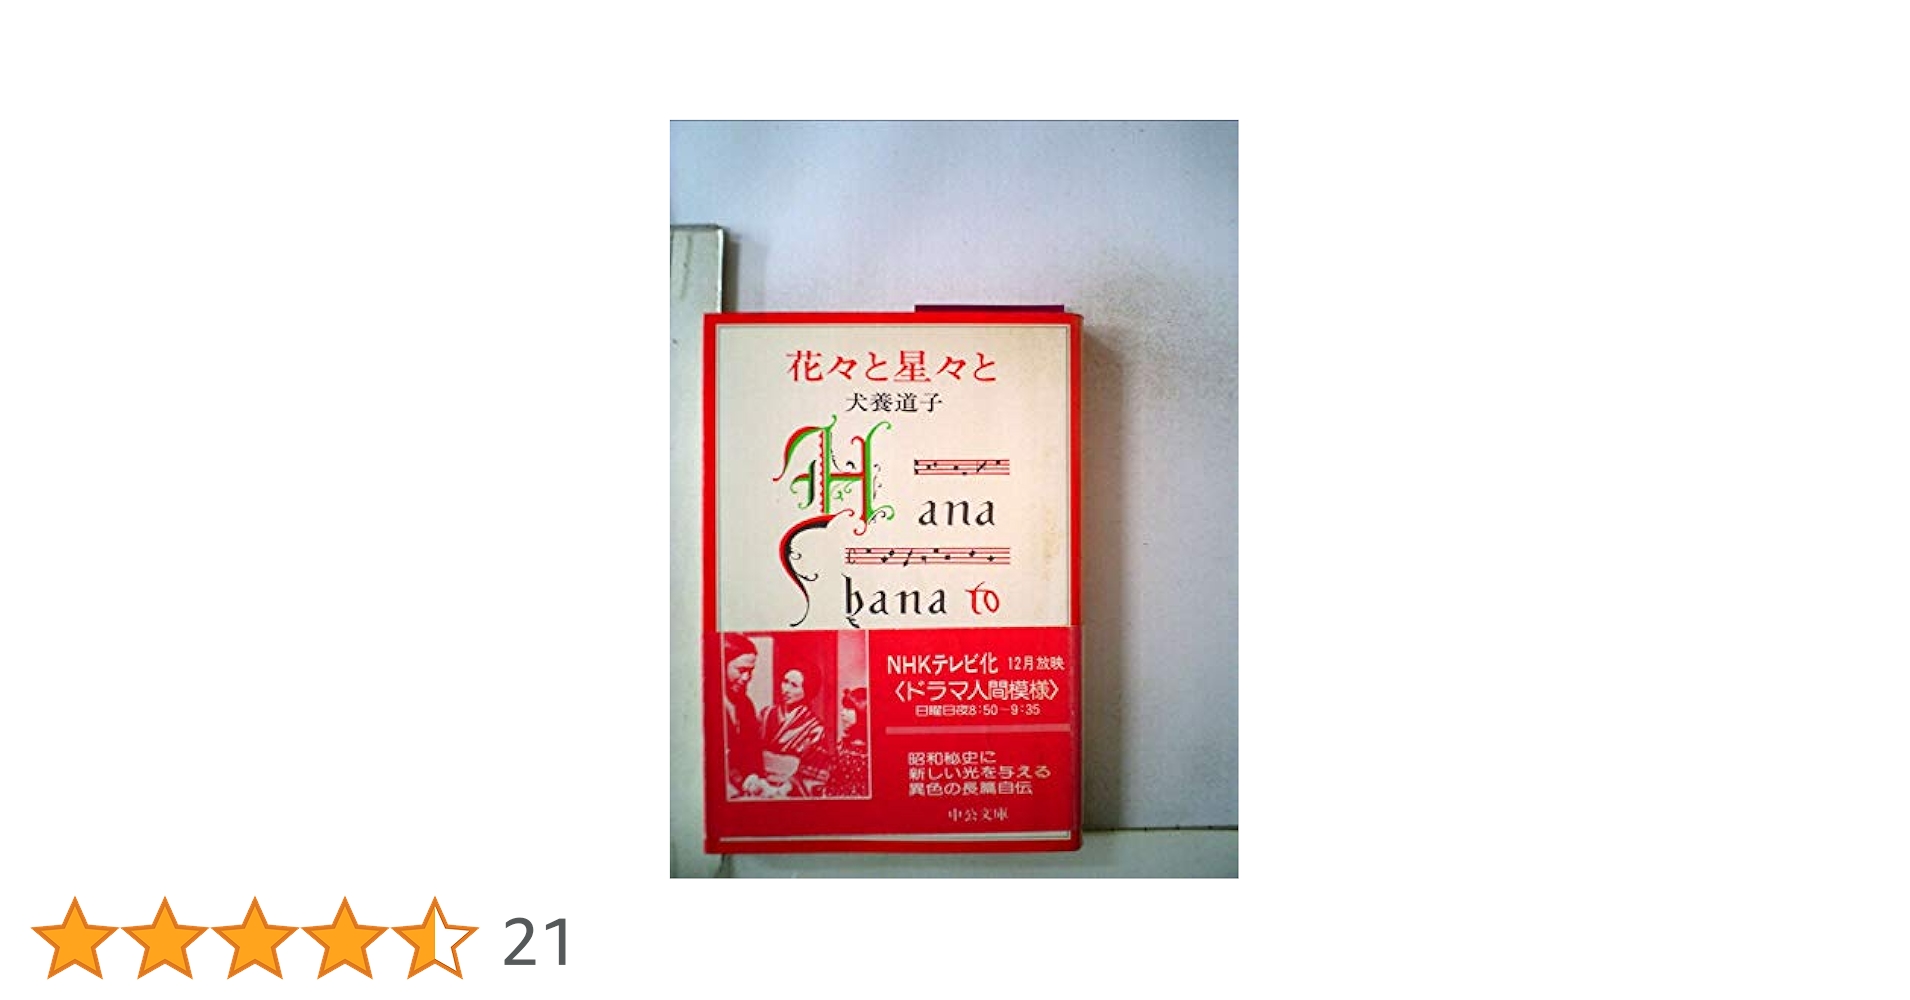 花々と星々と
犬養道子
Hana
hana to
NHKテレビ化 12月放映
〈ドラマ人間模様〉
日曜日夜8:50~9:35
昭和秘史に
新しい光を与える
異色の長篇自伝
中公文庫
21